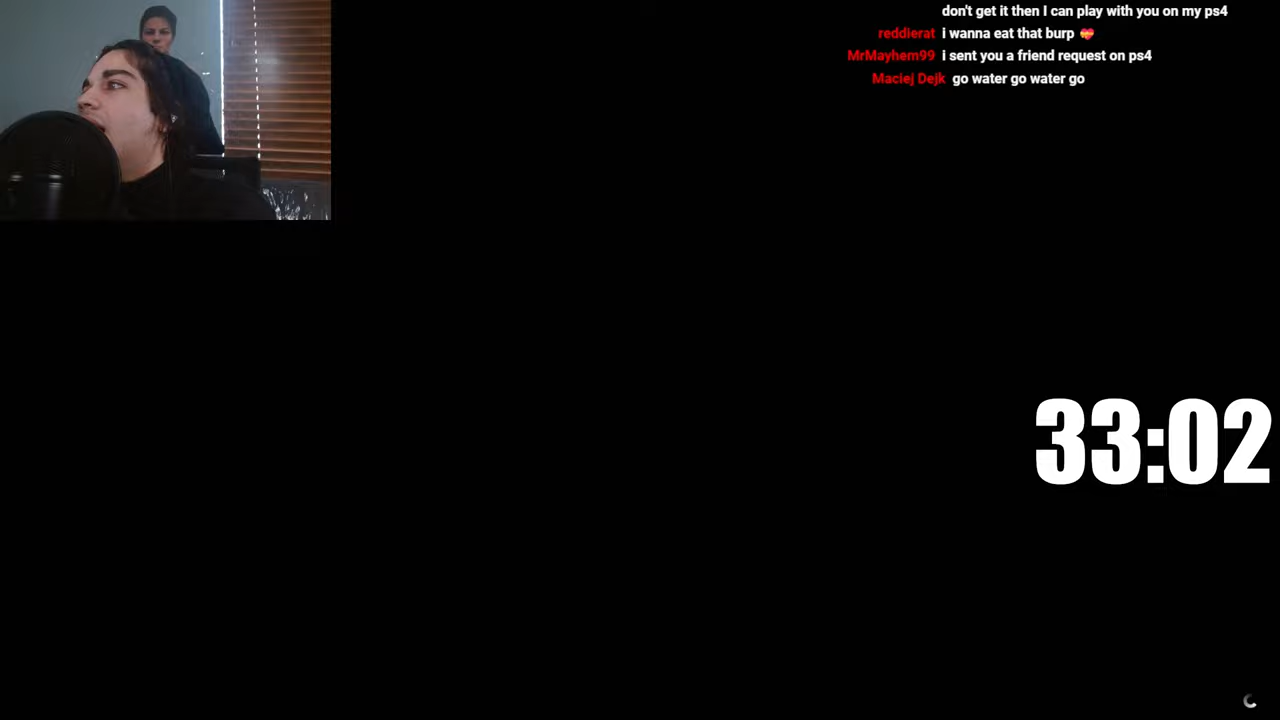 don't get it then I can play with you on my ps4
reddierat i wanna eat that burp 💝
MrMayhem99 i sent you a friend request on ps4
Maciej Dejk go water go water go
33:02